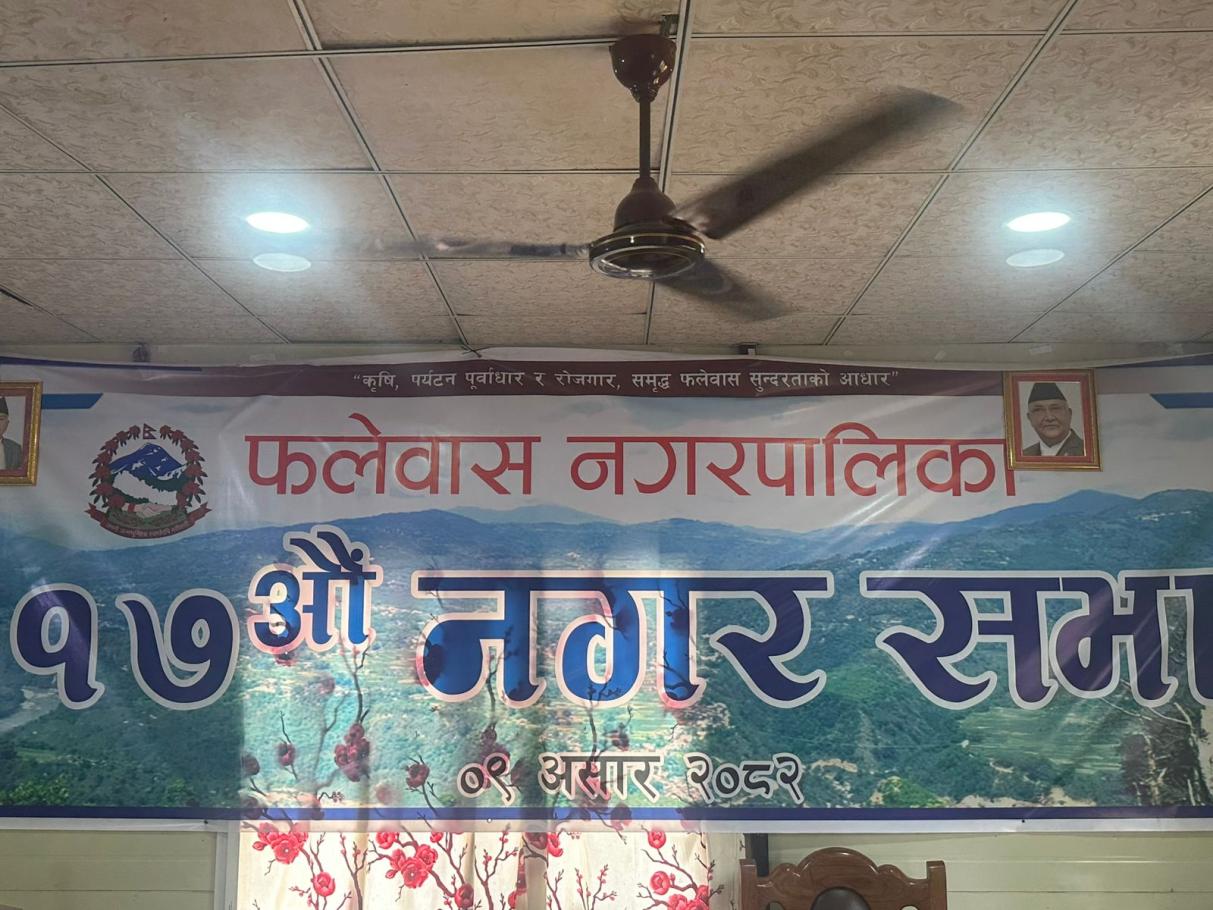 “कृषि, पर्यटन पूर्वाधार र रोजगार, समृद्ध फलेवास सुन्दरताको आधार”
फलेवास नगरपालिका
१७औं नगर सभा
०९ असार २०८२